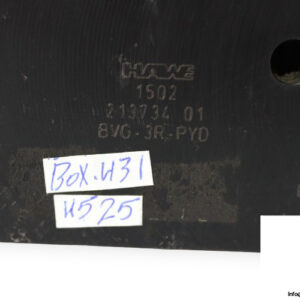 HAWE
1502
213734 01
BVG-3R-PYD
BOX.H31
H525